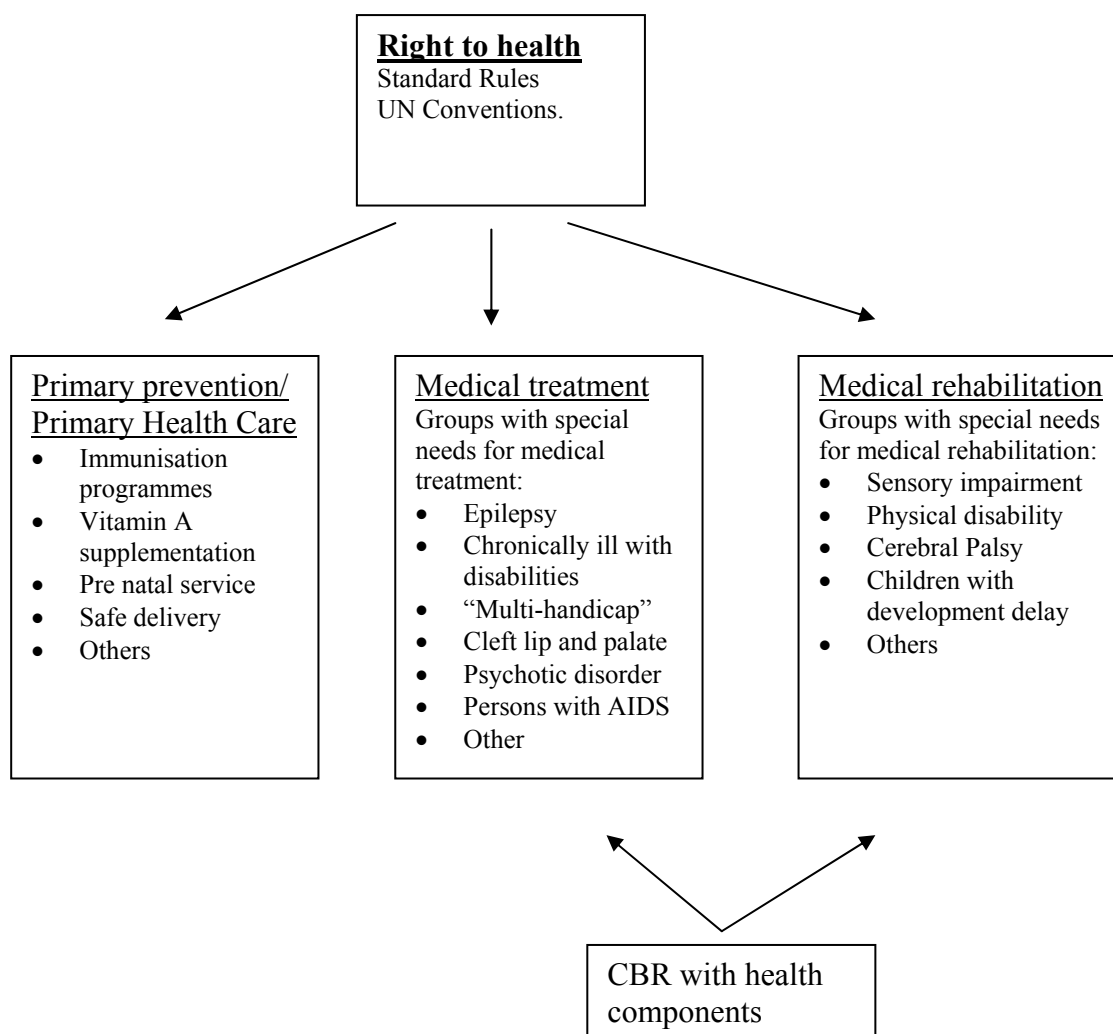 Right to health
Standard Rules
UN Conventions.
Primary prevention/
Primary Health Care
• Immunisation
programmes
• Vitamin A
supplementation
• Pre natal service
• Safe delivery
• Others
Medical treatment
Groups with special
needs for medical
treatment:
• Epilepsy
• Chronically ill with
disabilities
• “Multi-handicap”
• Cleft lip and palate
• Psychotic disorder
• Persons with AIDS
• Other
Medical rehabilitation
Groups with special needs
for medical rehabilitation:
• Sensory impairment
• Physical disability
• Cerebral Palsy
• Children with
development delay
• Others
CBR with health
components